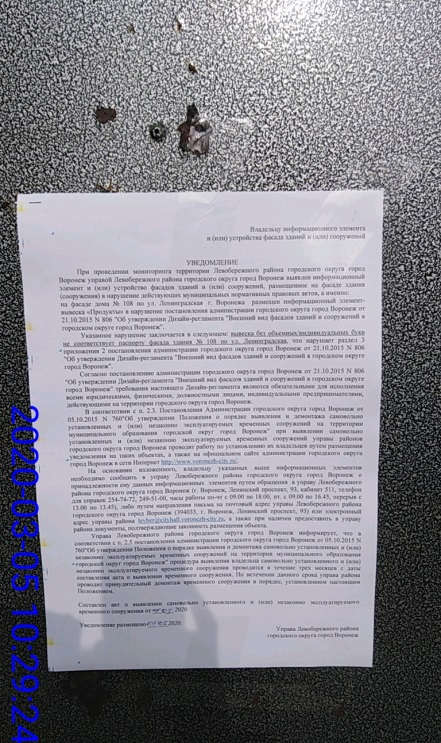 Владельцу информационного элемента
и (или) устройства фасада зданий и (или) сооружений
УВЕДОМЛЕНИЕ
При проведении мониторинга территории Левобережного района городского округа город
Воронеж управой Левобережного района городского округа город Воронеж выявлен информационный
элемент и (или) устройство фасадов зданий и (или) сооружений, размещенное на фасаде здания
(сооружения) в нарушение действующих муниципальных нормативных правовых актов, а именно:
на фасаде дома № 108 по ул. Ленинградская г. Воронежа размещен информационный элемент-
вывеска «Продукты» в нарушение постановления администрации городского округа город Воронеж от
21.10.2015 N 806 "Об утверждении Дизайн-регламента "Внешний вид фасадов зданий и сооружений в
городском округе город Воронеж".
Указанное нарушение заключается в следующем: вывеска без объемных/индивидуальных букв
не соответствует паспорту фасада здания № 108 по ул. Ленинградская, что нарушает раздел 3
приложения 2 постановления администрации городского округа город Воронеж от 21.10.2015 N 806
"Об утверждении Дизайн-регламента "Внешний вид фасадов зданий и сооружений в городском округе
город Воронеж".
Согласно постановлению администрации городского округа город Воронеж от 21.10.2015 N 806
"Об утверждении Дизайн-регламента "Внешний вид фасадов зданий и сооружений в городском округе
город Воронеж" требования настоящего Дизайн-регламента являются обязательными для исполнения
всеми юридическими, физическими, должностными лицами, индивидуальными предпринимателями,
действующими на территории городского округа город Воронеж.
В соответствии с п. 2.5. Постановления Администрации городского округа город Воронеж от
05.10.2015 N 760"Об утверждении Положения о порядке выявления и демонтажа самовольно
установленных и (или) незаконно эксплуатируемых временных сооружений на территории
муниципального образования городской округ город Воронеж" при выявлении самовольно
установленных и (или) незаконно эксплуатируемых временных сооружений управы районов
городского округа город Воронеж проводят работу по установлению их владельцев путем размещения
уведомления на таких объектах, а также на официальном сайте администрации городского округа
город Воронеж в сети Интернет http://www.voronezh-city.ru/.
На основании изложенного, владельцу указанных выше информационных элементов
необходимо сообщить в управу Левобережного района городского округа город Воронеж о
принадлежности ему данных элементов путем обращения в управу Левобережного
района городского округа город Воронеж (г. Воронеж, Ленинский проспект, 93, кабинет 511, телефон
для справок 254-74-72, 249-51-00, часы работы пн-чт с 09.00 по 18.00, пт. с 09.00 по 16.45, перерыв с
13.00 по 13.45), либо путем направления письма на почтовый адрес управы Левобережного района
городского округа город Воронеж (394033, г. Воронеж, Ленинский проспект, 93) или электронный
адрес управы района levber@cityhall.voronezh-city.ru, а также при наличии предоставить в управу
района документы, подтверждающие законность размещения объекта.
Управа Левобережного района городского округа город Воронеж информирует, что в
соответствии с п. 2.5 постановления администрации городского округа город Воронеж от 05.10.2015 N
760"Об утверждении Положения о порядке выявления и демонтажа самовольно установленных и (или)
незаконно эксплуатируемых временных сооружений на территории муниципального образования
городской округ город Воронеж" процедура выявления владельца самовольно установленного и (или)
незаконно эксплуатируемого временного сооружения проводится в течение трех месяцев с даты
составления акта о выявлении временного сооружения. По истечении данного срока управа района
проводит принудительный демонтаж временного сооружения в порядке, установленном настоящим
Положением.
Составлен акт о выявлении самовольно установленного и (или) незаконно эксплуатируемого
временного сооружения от 2020
Уведомление размещено 2020
Управа Левобережного района
городского округа город Воронеж
2020-03-05 10:29:24